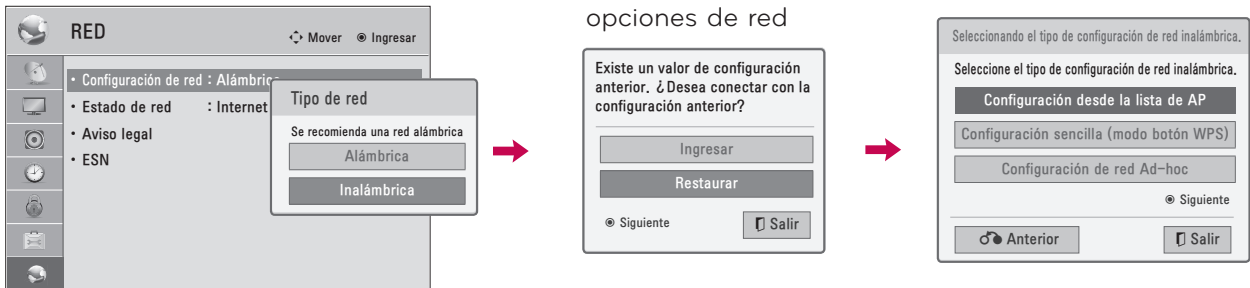 RED
Mover
Ingresar
• Configuración de red : Alámbrica
• Estado de red : Internet
• Aviso legal
• ESN
Tipo de red
Se recomienda una red alámbrica
Alámbrica
Inalámbrica
opciones de red
Existe un valor de configuración
anterior. ¿Desea conectar con la
configuración anterior?
Ingresar
Restaurar
Siguiente
Salir
Seleccionando el tipo de configuración de red inalámbrica.
Seleccione el tipo de configuración de red inalámbrica.
Configuración desde la lista de AP
Configuración sencilla (modo botón WPS)
Configuración de red Ad-hoc
Siguiente
Anterior
Salir